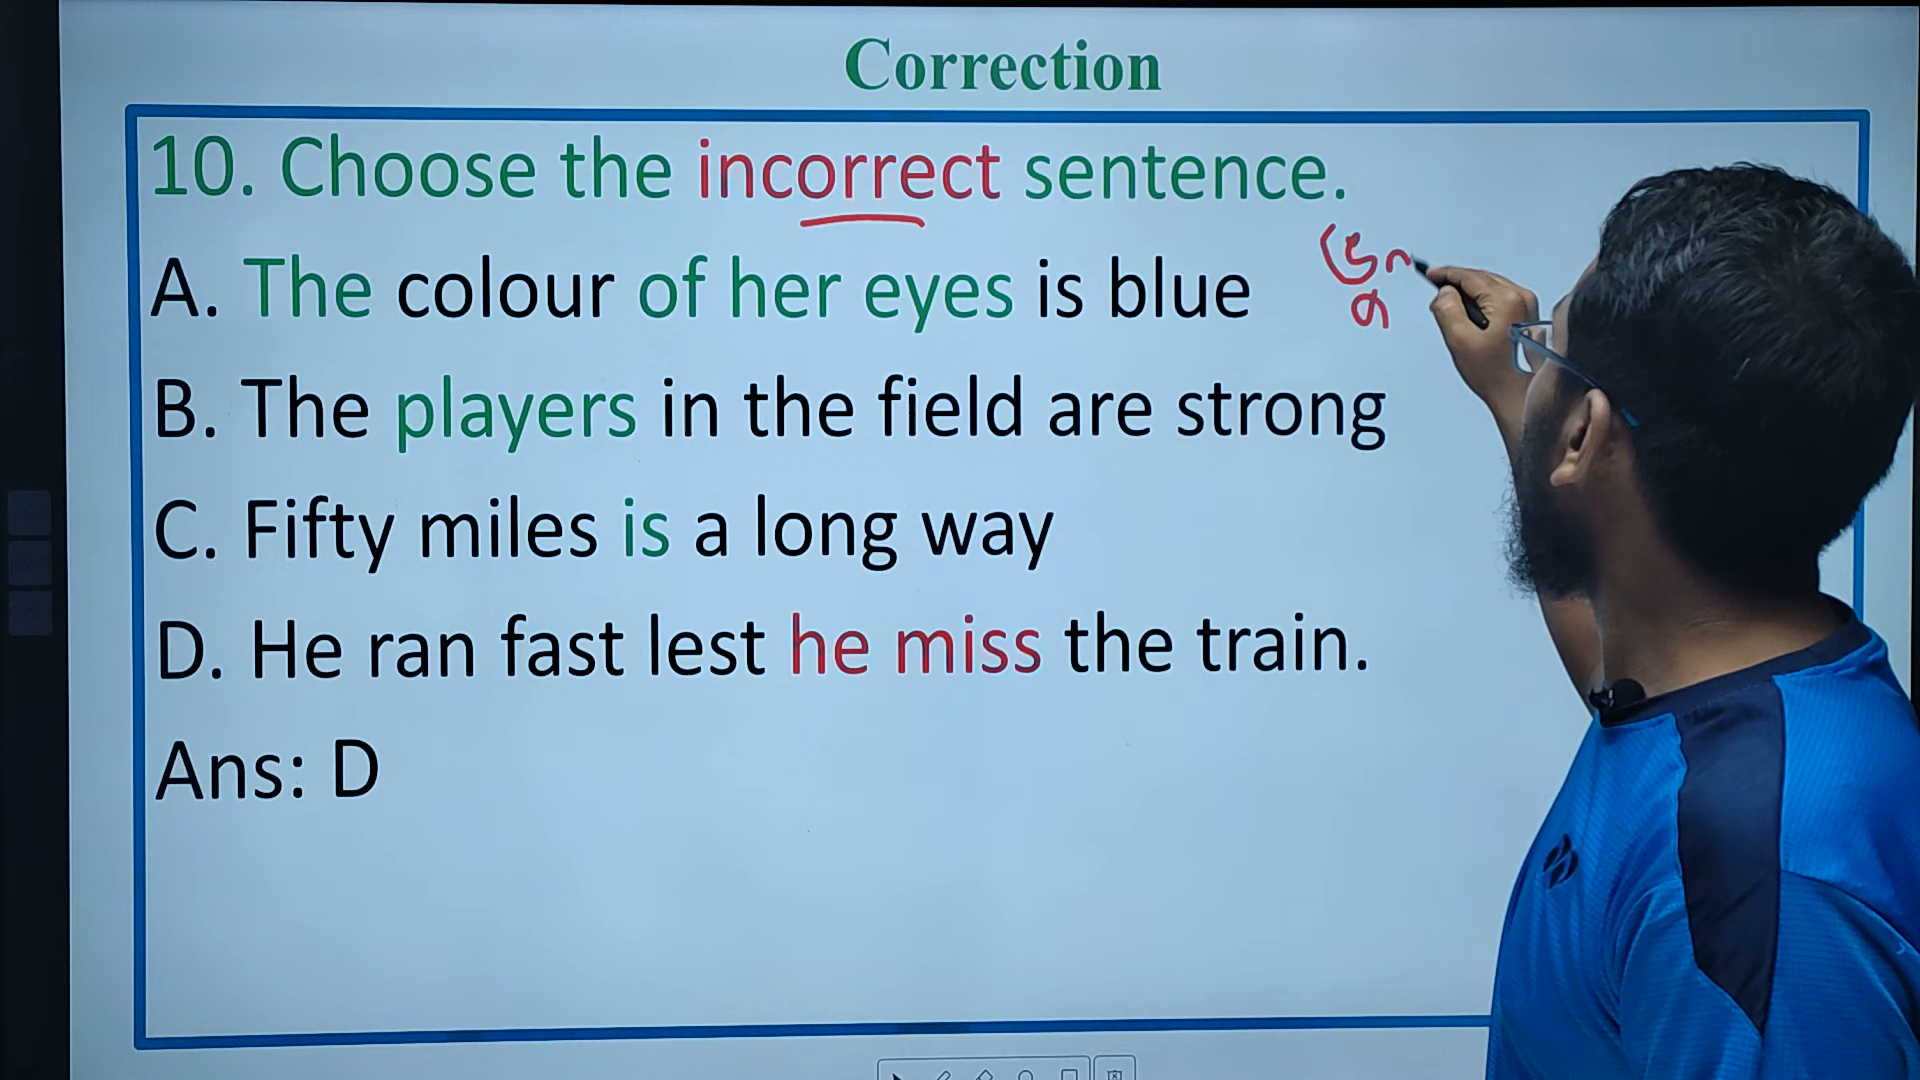 Correction
10. Choose the incorrect sentence.
A. The colour of her eyes is blue
B. The players in the field are strong
C. Fifty miles is a long way
D. He ran fast lest he miss the train.
Ans: D